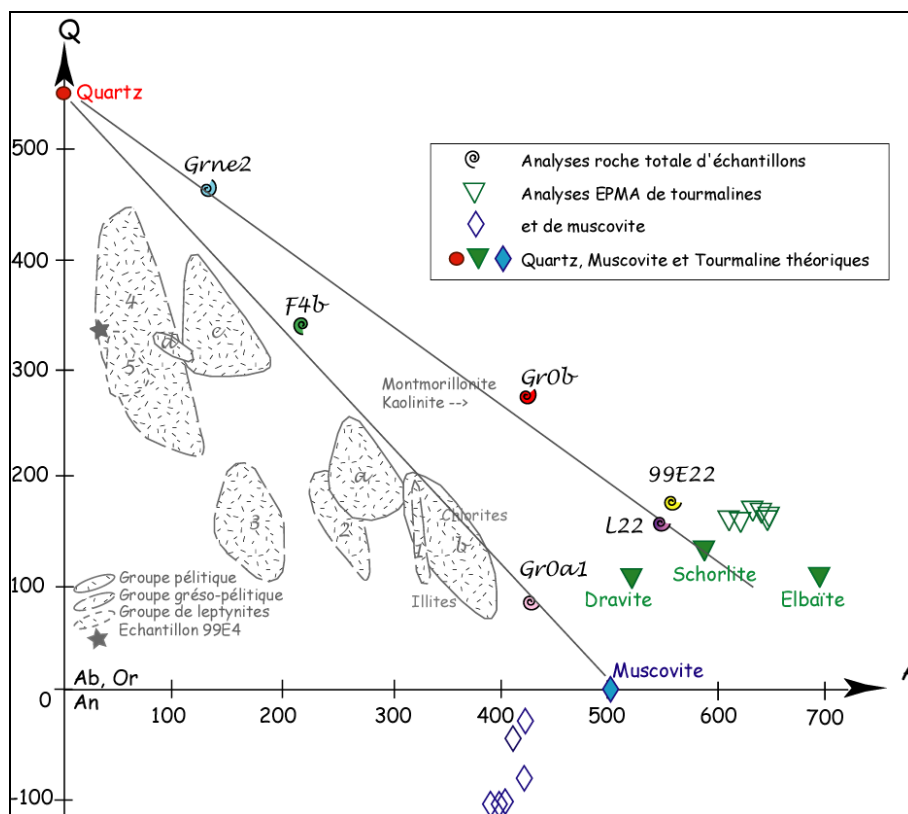 Q
Quartz
500
400
300
200
100
0
-100
Grne2
F4b
Gr0b
99E22
L22
Gr0a1
Analyses roche totale d'échantillons
Analyses EPMA de tourmalines
et de muscovite
Quartz, Muscovite et Tourmaline théoriques
4
5
d
c
Montmorillonite
Kaolinite -->
a
3
2
1
b
Chlorites
Illites
Schorlite
Dravite
Elbaïte
Groupe pélitique
Groupe gréso-pélitique
Groupe de leptynites
Echantillon 99E4
Muscovite
Ab, Or
An
100
200
300
400
500
600
700